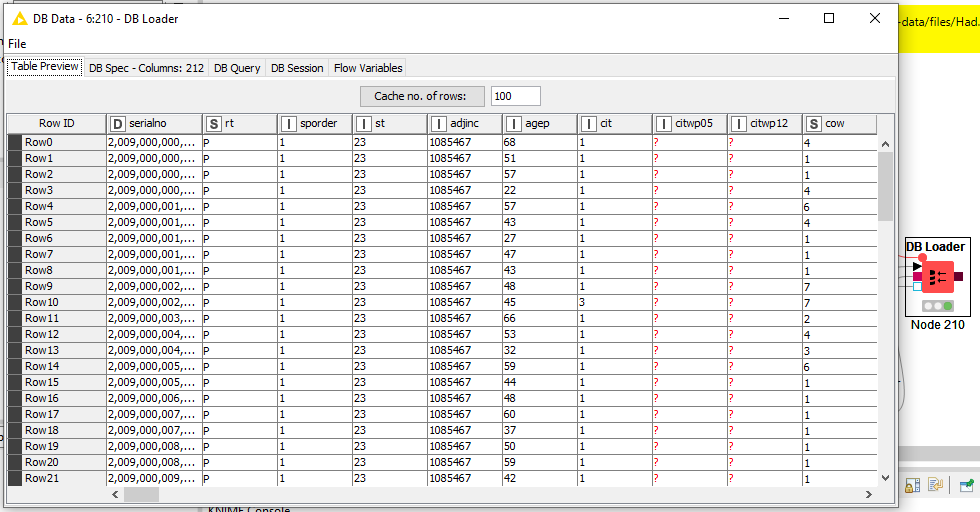 DB Data - 6:210 - DB Loader
-data/files/Had.
File
Table Preview DB Spec - Columns: 212 DB Query DB Session Flow Variables
Cache no. of rows: 100
Row ID D serialno S rt I sporder I st I adjinc I agep I cit I citwp05 I citwp12 S cow
Row0 2,009,000,000,... P 1 23 1085467 68 1 ? ? 4
Row1 2,009,000,000,... P 1 23 1085467 51 1 ? ? 1
Row2 2,009,000,000,... P 1 23 1085467 57 1 ? ? 1
Row3 2,009,000,000,... P 1 23 1085467 22 1 ? ? 4
Row4 2,009,000,001,... P 1 23 1085467 57 1 ? ? 6
Row5 2,009,000,001,... P 1 23 1085467 43 1 ? ? 4
Row6 2,009,000,001,... P 1 23 1085467 27 1 ? ? 1
Row7 2,009,000,001,... P 1 23 1085467 47 1 ? ? 1
Row8 2,009,000,001,... P 1 23 1085467 43 1 ? ? 1
Row9 2,009,000,002,... P 1 23 1085467 48 1 ? ? 7
Row10 2,009,000,002,... P 1 23 1085467 45 3 ? ? 7
Row11 2,009,000,003,... P 1 23 1085467 66 1 ? ? 2
Row12 2,009,000,004,... P 1 23 1085467 53 1 ? ? 4
Row13 2,009,000,004,... P 1 23 1085467 32 1 ? ? 3
Row14 2,009,000,005,... P 1 23 1085467 59 1 ? ? 6
Row15 2,009,000,005,... P 1 23 1085467 44 1 ? ? 1
Row16 2,009,000,006,... P 1 23 1085467 48 1 ? ? 1
Row17 2,009,000,007,... P 1 23 1085467 60 1 ? ? 1
Row18 2,009,000,007,... P 1 23 1085467 37 1 ? ? 1
Row19 2,009,000,008,... P 1 23 1085467 50 1 ? ? 1
Row20 2,009,000,008,... P 1 23 1085467 59 1 ? ? 1
Row21 2,009,000,009,... P 1 23 1085467 42 1 ? ? 1
DB Loader
Node 210
KNIME Console